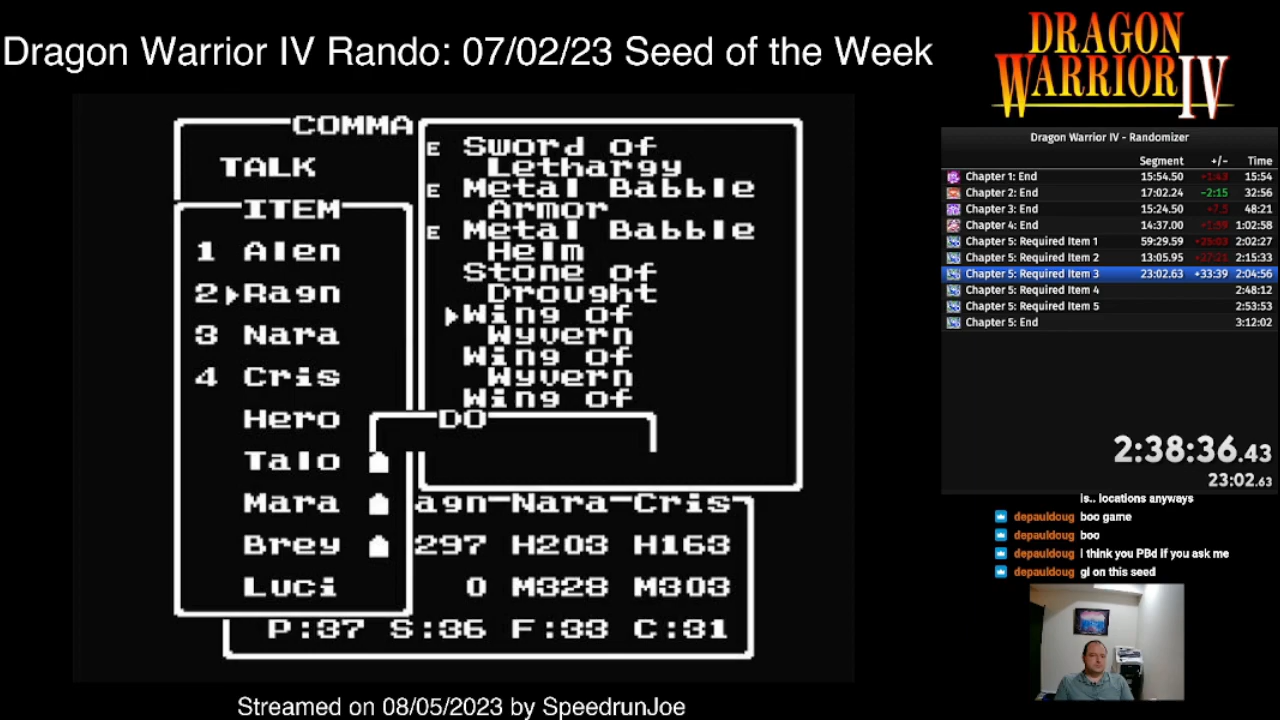 Dragon Warrior IV Rando: 07/02/23 Seed of the Week
DRAGON
WARRIOR IV
COMMA
TALK
ITEM
1 Alen
2 Ragn
3 Nara
4 Cris
Hero
Talo
Mara
Brey
Luci
E Sword of
Lethargy
E Metal Babble
Armor
E Metal Babble
Helm
Stone of
Drought
Wing of
Wyvern
Wing of
Wyvern
Wing of
DO
agn Nara Cris
297 H203 H163
0 M328 M303
P:37 S:36 F:33 C:31
Dragon Warrior IV - Randomizer
Segment +/- Time
Chapter 1: End 15:54.50 +1:43 15:54
Chapter 2: End 17:02.24 -2:15 32:56
Chapter 3: End 15:24.50 +7.5 48:21
Chapter 4: End 14:37.00 +1:59 1:02:58
Chapter 5: Required Item 1 59:29.59 +25:03 2:02:27
Chapter 5: Required Item 2 13:05.95 +27:21 2:15:33
Chapter 5: Required Item 3 23:02.63 +33:39 2:04:56
Chapter 5: Required Item 4 2:48:12
Chapter 5: Required Item 5 2:53:53
Chapter 5: End 3:12:02
2:38:36.43
23:02.63
is.. locations anyways
depauldoug boo game
depauldoug boo
depauldoug i think you PBd if you ask me
depauldoug gl on this seed
Streamed on 08/05/2023 by SpeedrunJoe